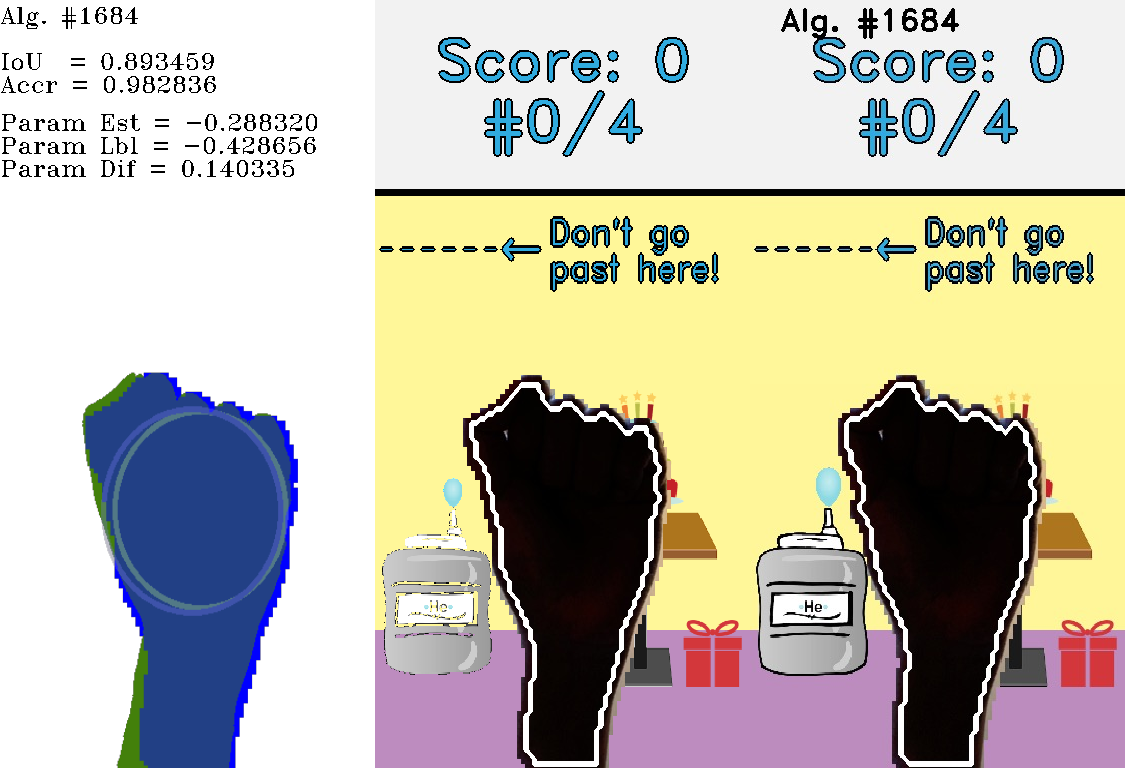 Alg. #1684
IoU = 0.893459
Accr = 0.982836
Param Est = −0.288320
Param Lbl = −0.428656
Param Dif = 0.140335
Score: 0
#0/4
Don't go
past here!
He
Alg. #1684
Score: 0
#0/4
Don't go
past here!
He